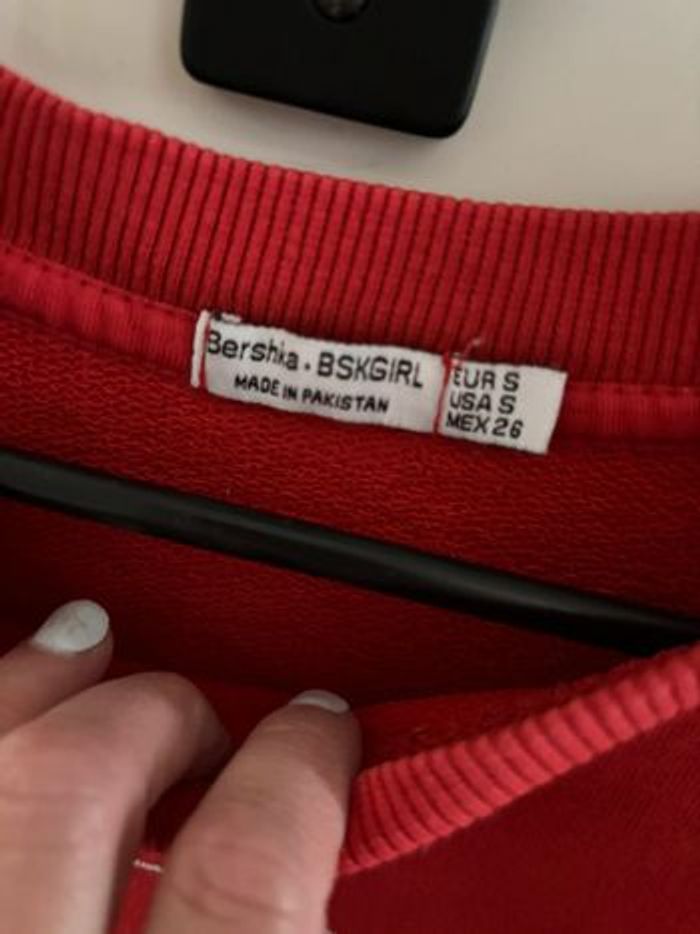 Bershka . BSKGIRL
MADE IN PAKISTAN
EUR S
USA S
MEX 26